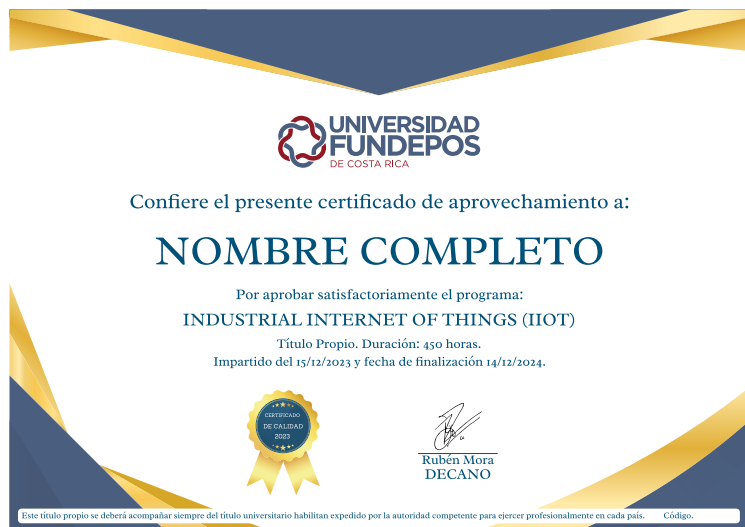 UNIVERSIDAD
FUNDEPOS
DE COSTA RICA
Confiere el presente certificado de aprovechamiento a:
NOMBRE COMPLETO
Por aprobar satisfactoriamente el programa:
INDUSTRIAL INTERNET OF THINGS (IIOT)
Título Propio. Duración: 450 horas.
Impartido del 15/12/2023 y fecha de finalización 14/12/2024.
CERTIFICADO
DE CALIDAD
2023
Rubén Mora
DECANO
Este título propio se deberá acompañar siempre del título universitario habilitan expedido por la autoridad competente para ejercer profesionalmente en cada país. Código.